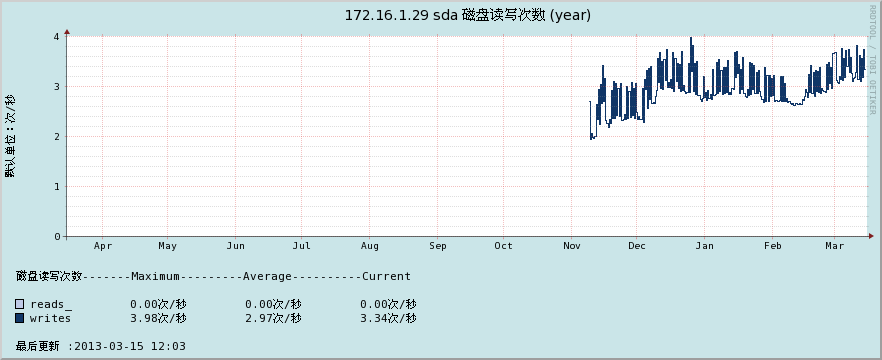 172.16.1.29 sda 磁盘读写次数 (year)
RRDTOOL / TOBI OETIKER
默认单位：次/秒
4
3
2
1
0
Apr May Jun Jul Aug Sep Oct Nov Dec Jan Feb Mar
磁盘读写次数-------Maximum---------Average----------Current
reads_ 0.00次/秒 0.00次/秒 0.00次/秒
writes 3.98次/秒 2.97次/秒 3.34次/秒
最后更新 :2013-03-15 12:03